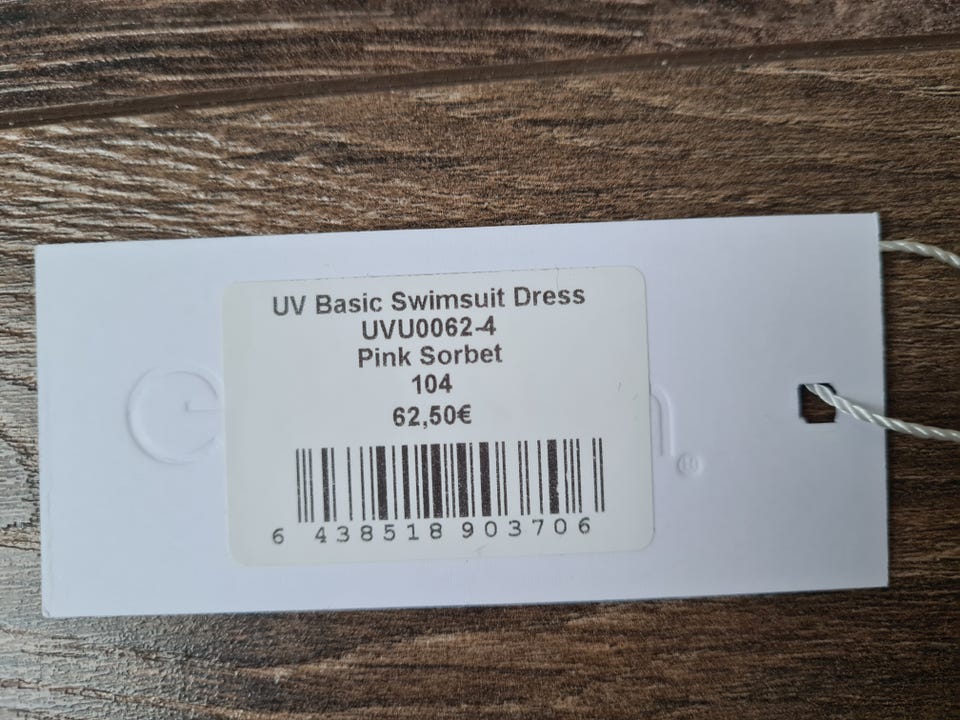 UV Basic Swimsuit Dress
UVU0062-4
Pink Sorbet
104
62,50€
6 438518 903706